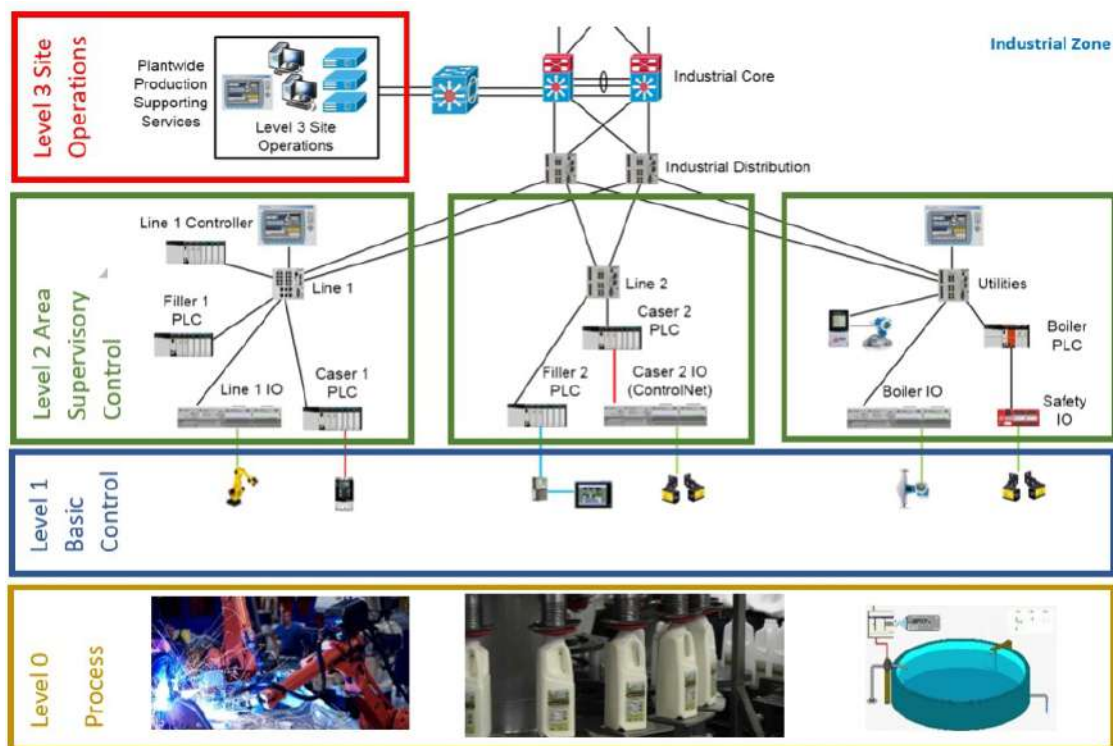 Level 3 Site
Operations
Plantwide
Production
Supporting
Services
Level 3 Site
Operations
Industrial Core
Industrial Zone
Industrial Distribution
Level 2 Area
Supervisory
Control
Line 1 Controller
Line 1
Filler 1
PLC
Line 1 IO
Caser 1
PLC
Line 2
Caser 2
PLC
Filler 2
PLC
Caser 2 IO
(ControlNet)
Utilities
Boiler
PLC
Boiler IO
Safety
IO
Level 1
Basic
Control
Level 0
Process